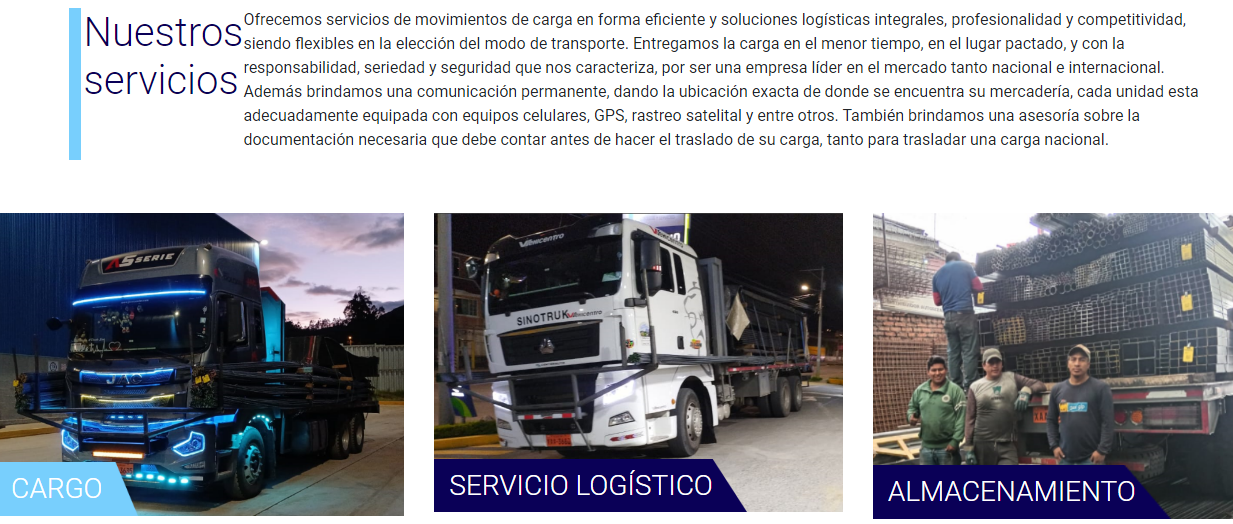 Nuestros
servicios
Ofrecemos servicios de movimientos de carga en forma eficiente y soluciones logísticas integrales, profesionalidad y competitividad,
siendo flexibles en la elección del modo de transporte. Entregamos la carga en el menor tiempo, en el lugar pactado, y con la
responsabilidad, seriedad y seguridad que nos caracteriza, por ser una empresa líder en el mercado tanto nacional e internacional.
Además brindamos una comunicación permanente, dando la ubicación exacta de donde se encuentra su mercadería, cada unidad esta
adecuadamente equipada con equipos celulares, GPS, rastreo satelital y entre otros. También brindamos una asesoría sobre la
documentación necesaria que debe contar antes de hacer el traslado de su carga, tanto para trasladar una carga nacional.
SERIE
JAC
CARGO
SINOTRUK
SERVICIO LOGÍSTICO
ALMACENAMIENTO